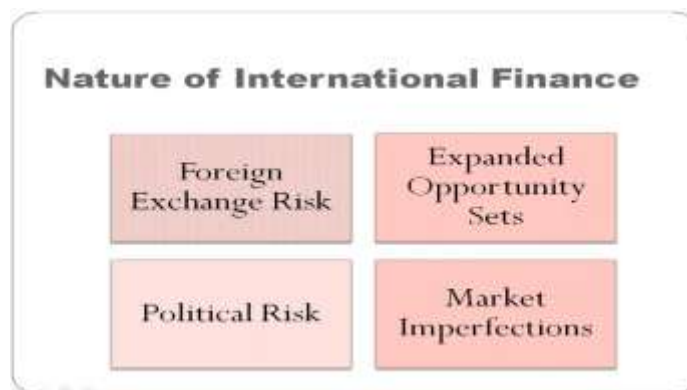 Nature of International Finance
Foreign
Exchange Risk
Expanded
Opportunity
Sets
Political Risk
Market
Imperfections